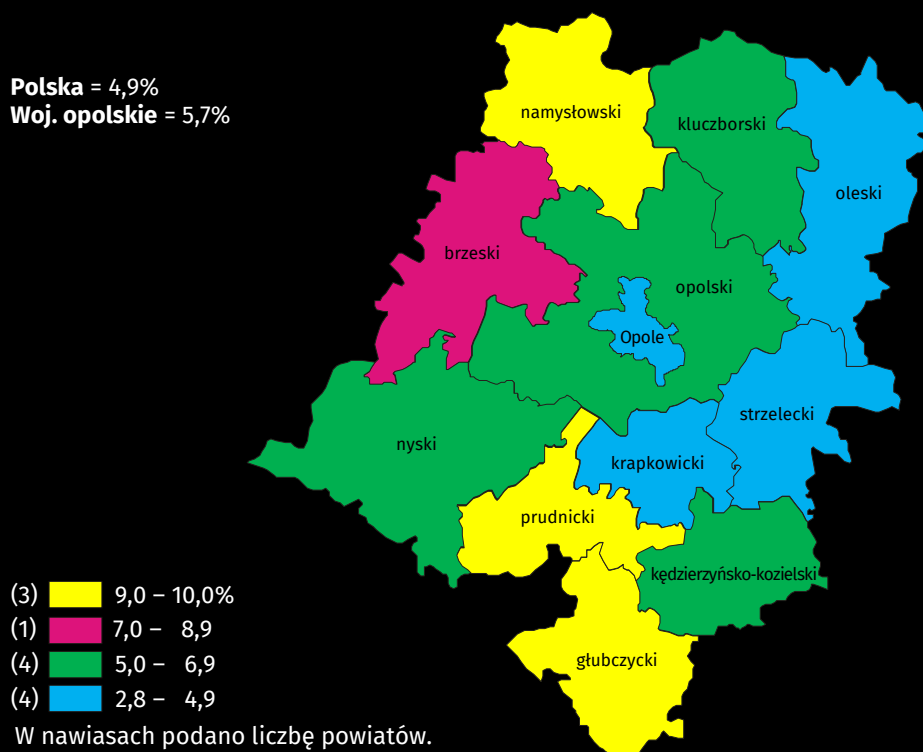 Polska = 4,9%
Woj. opolskie = 5,7%
namysłowski
kluczborski
oleski
brzeski
opolski
Opole
strzelecki
nyski
krapkowicki
prudnicki
kędzierzyńsko-kozielski
głubczycki
(3) 9,0 – 10,0%
(1) 7,0 – 8,9
(4) 5,0 – 6,9
(4) 2,8 – 4,9
W nawiasach podano liczbę powiatów.